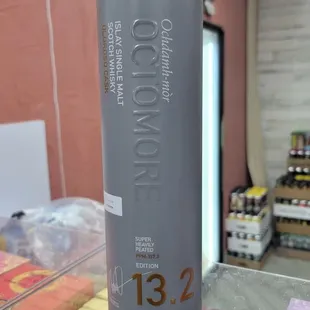 Ochdamh-mòr
OCTOMORE
ISLAY SINGLE MALT
SCOTCH WHISKY
SUPER
HEAVILY
PEATED
EDITION
13.2